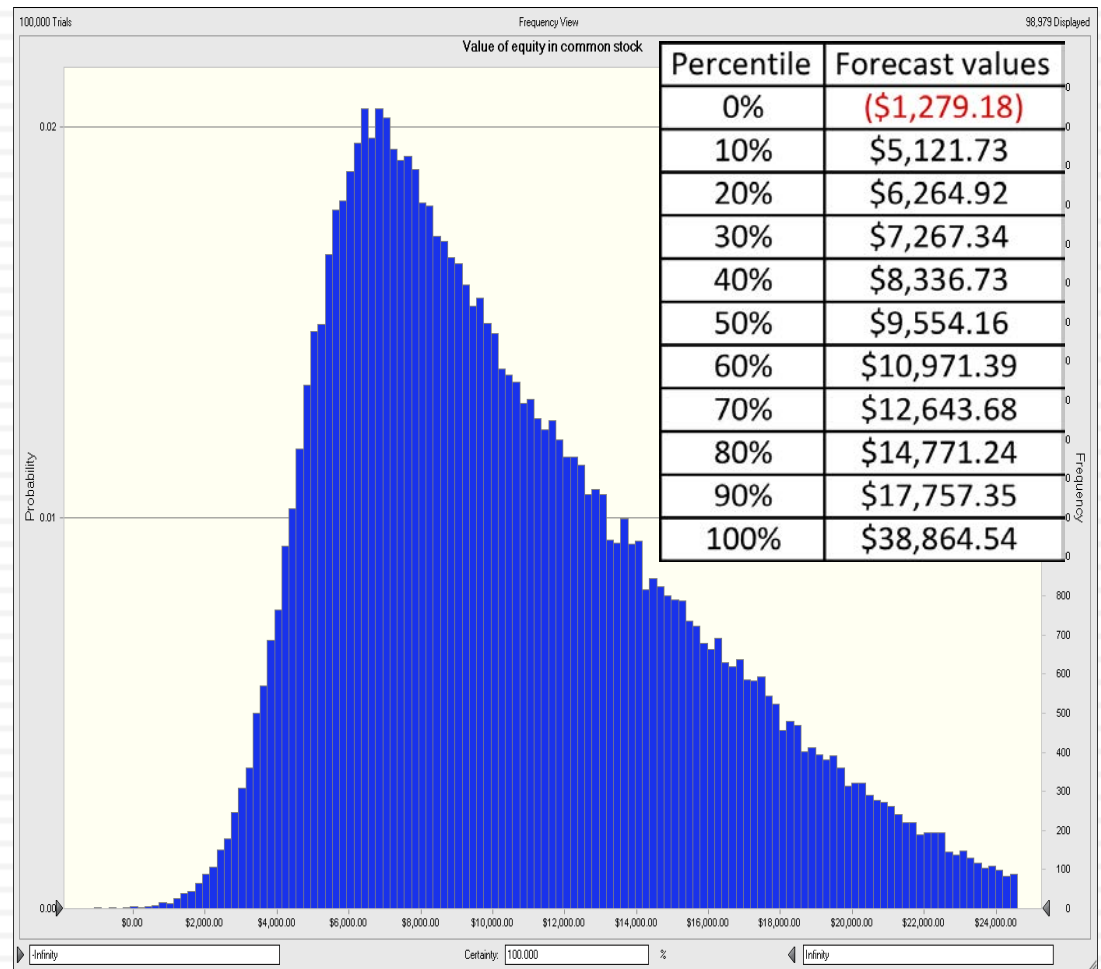 100,000 Trials
Frequency View
98,979 Displayed
Value of equity in common stock
Percentile Forecast values
0% ($1,279.18)
10% $5,121.73
20% $6,264.92
30% $7,267.34
40% $8,336.73
50% $9,554.16
60% $10,971.39
70% $12,643.68
80% $14,771.24
90% $17,757.35
100% $38,864.54
0.02
0.01
0.00
Probability
Frequency
800
700
600
500
400
300
200
100
0
$0.00 $2,000.00 $4,000.00 $6,000.00 $8,000.00 $10,000.00 $12,000.00 $14,000.00 $16,000.00 $18,000.00 $20,000.00 $22,000.00 $24,000.00
-Infinity
Certainty: 100.000 %
Infinity